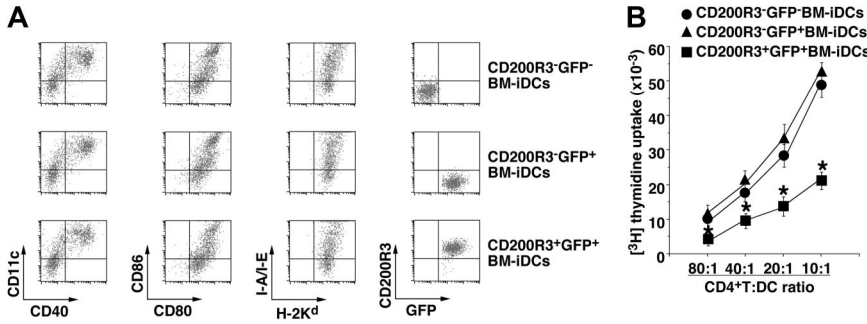 A
CD200R3⁻GFP⁻
BM-iDCs
CD200R3⁻GFP⁺
BM-iDCs
CD200R3⁺GFP⁺
BM-iDCs
CD11c
CD40
CD86
CD80
I-A/I-E
H-2Kᵈ
CD200R3
GFP
B
CD200R3⁻GFP⁻BM-iDCs
CD200R3⁻GFP⁺BM-iDCs
CD200R3⁺GFP⁺BM-iDCs
[³H] thymidine uptake (x10⁻³)
60
50
40
30
20
10
0
* * * *
80:1 40:1 20:1 10:1
CD4⁺T:DC ratio